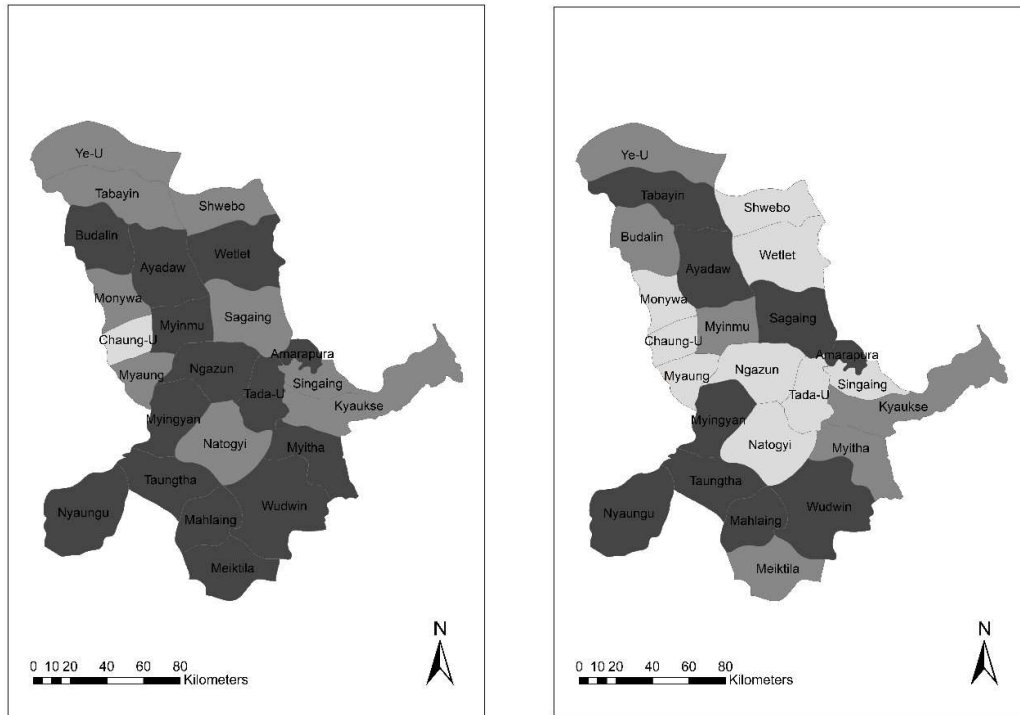 Ye-U
Tabayin
Shwebo
Budalin
Wetlet
Ayadaw
Monywa
Sagaing
Myinmu
Chaung-U
Amarapura
Myaung
Ngazun
Singaing
Tada-U
Kyaukse
Myingyan
Natogyi
Myitha
Taungtha
Wudwin
Nyaungu
Mahlaing
Meiktila
N
0 10 20 40 60 80
Kilometers
Ye-U
Tabayin
Shwebo
Budalin
Wetlet
Ayadaw
Monywa
Sagaing
Myinmu
Chaung-U
Amarapura
Myaung
Ngazun
Singaing
Tada-U
Kyaukse
Myingyan
Natogyi
Myitha
Taungtha
Wudwin
Nyaungu
Mahlaing
Meiktila
N
0 10 20 40 60 80
Kilometers